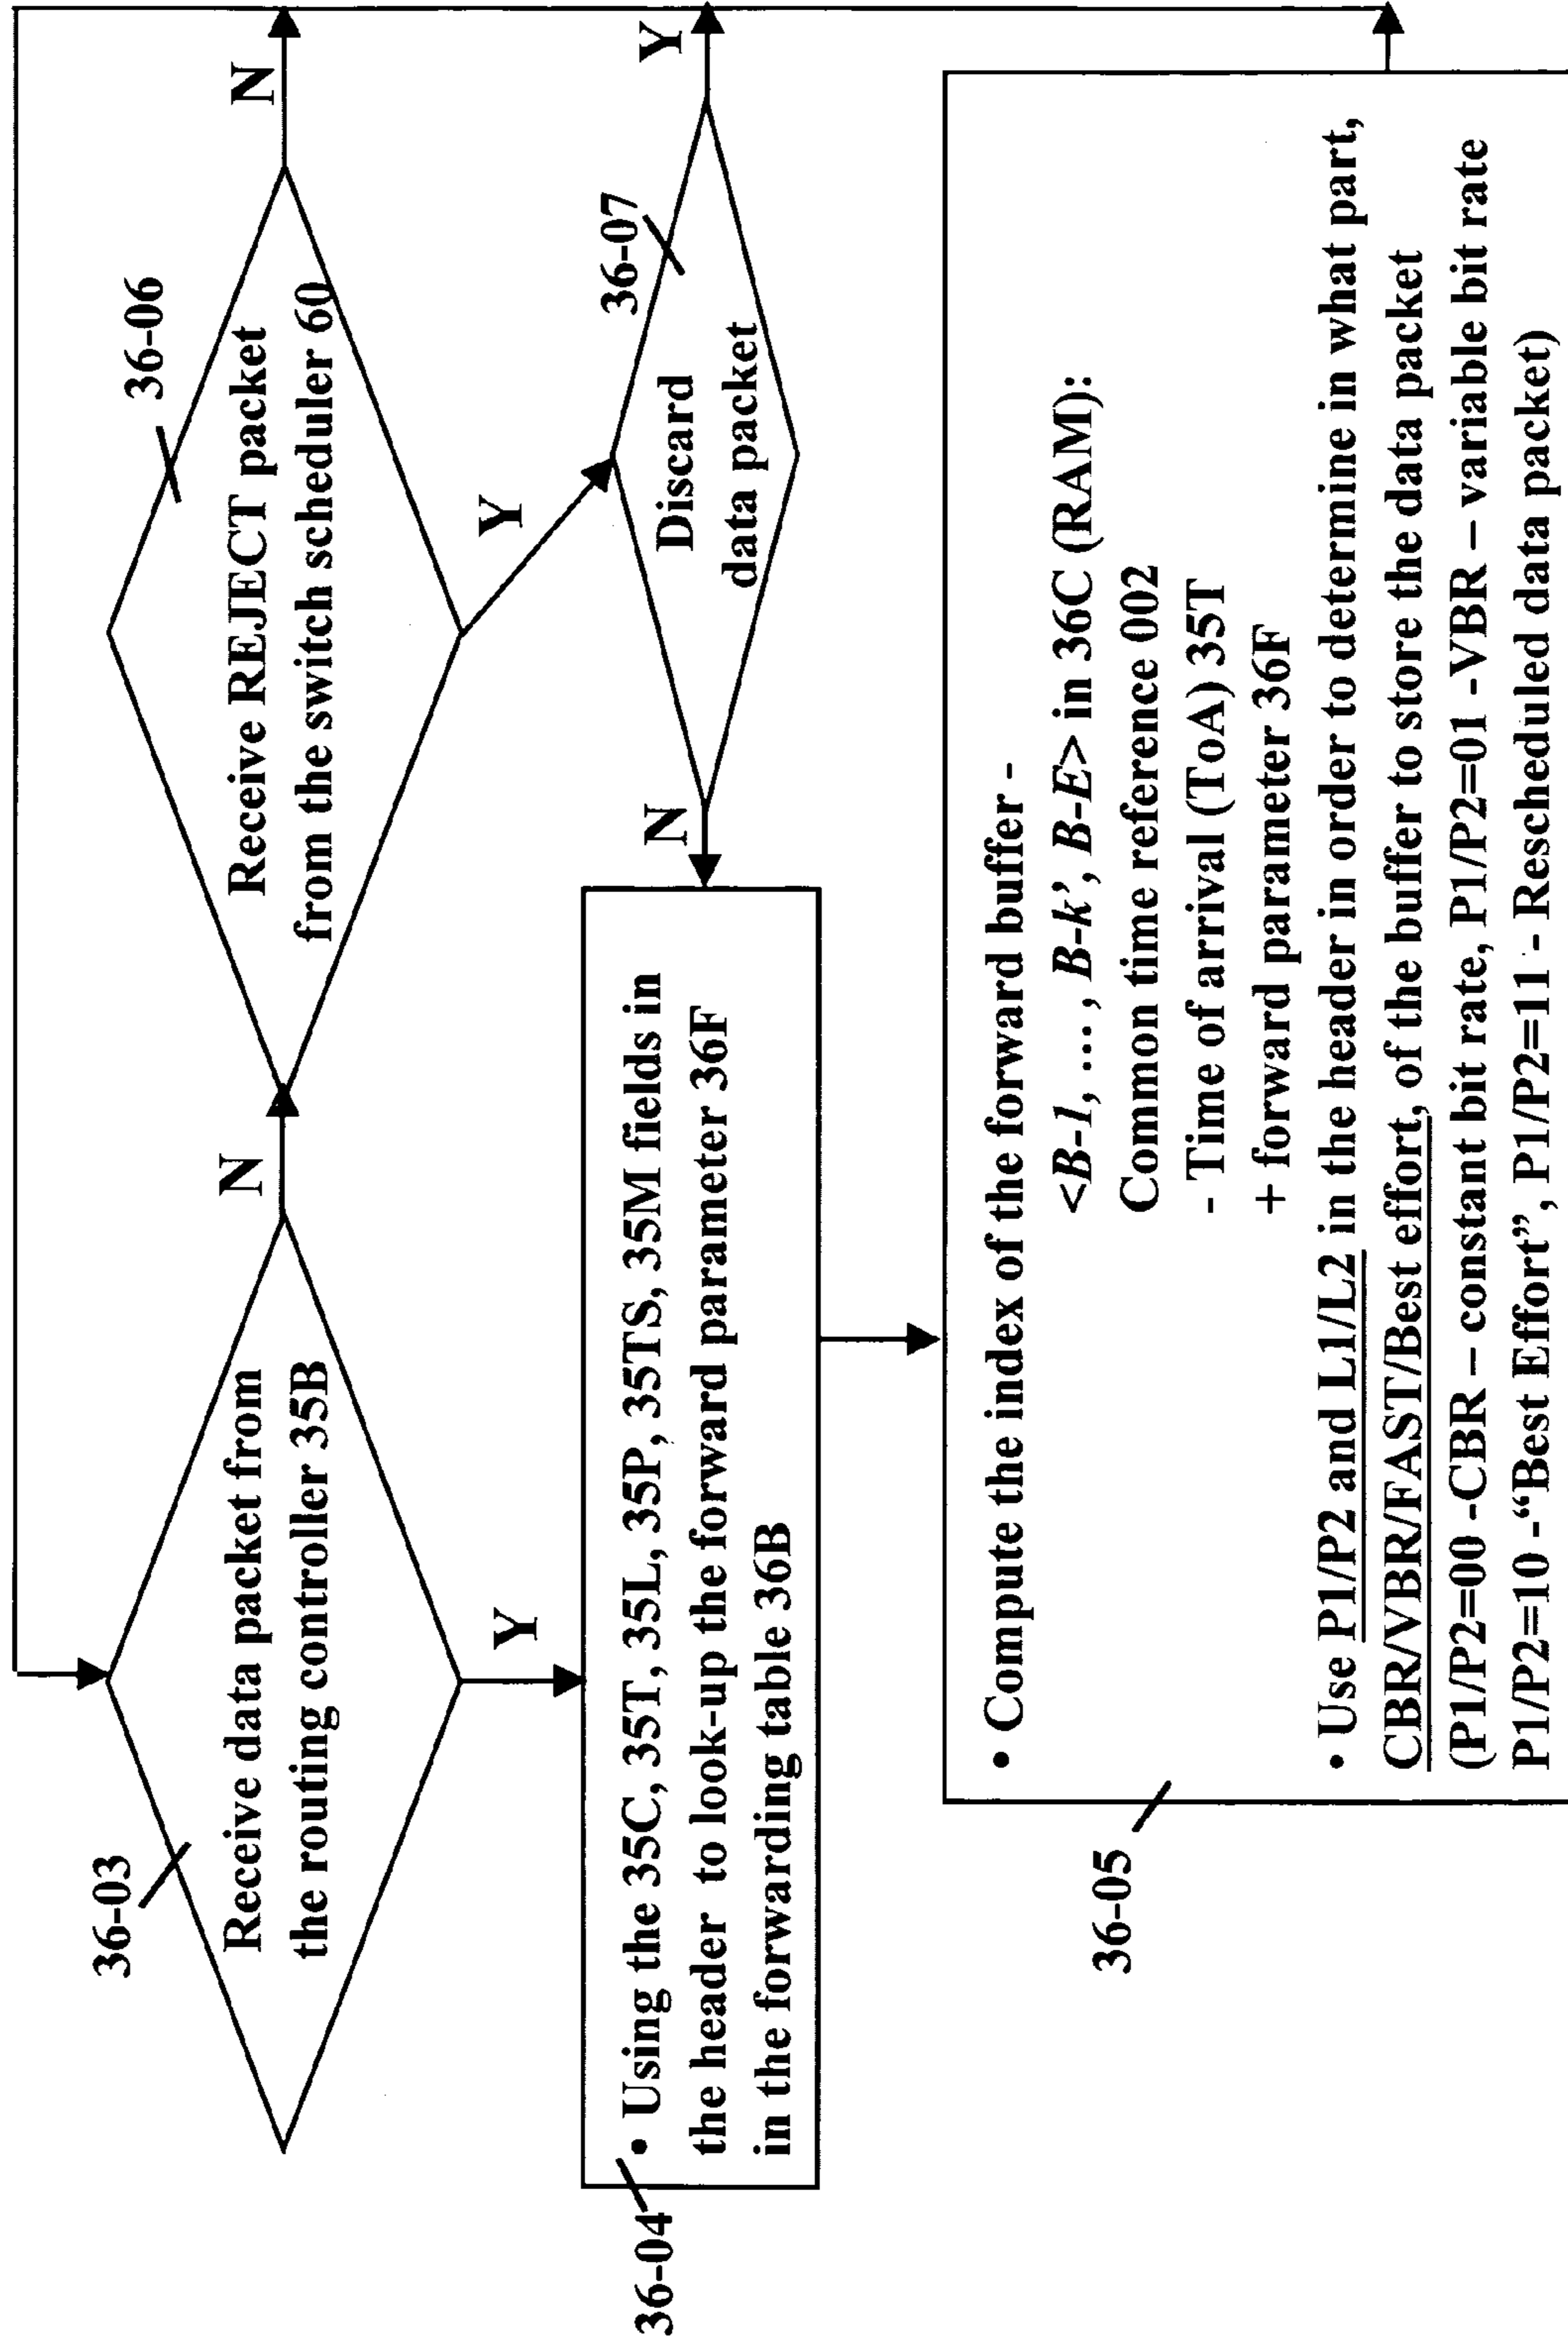 36-03
Receive data packet from
the routing controller 35B
N
Y
36-06
Receive REJECT packet
from the switch scheduler 60
N
Y
36-07
Discard
data packet
Y
N
36-04
• Using the 35C, 35T, 35L, 35P, 35TS, 35M fields in
the header to look-up the forward parameter 36F
in the forwarding table 36B
36-05
• Compute the index of the forward buffer -
<B-1, ... , B-k', B-E> in 36C (RAM):
Common time reference 002
- Time of arrival (ToA) 35T
+ forward parameter 36F
• Use P1/P2 and L1/L2 in the header in order to determine in what part,
CBR/VBR/FAST/Best effort, of the buffer to store the data packet
(P1/P2=00 -CBR – constant bit rate, P1/P2=01 -VBR – variable bit rate
P1/P2=10 -“Best Effort”, P1/P2=11 - Rescheduled data packet)